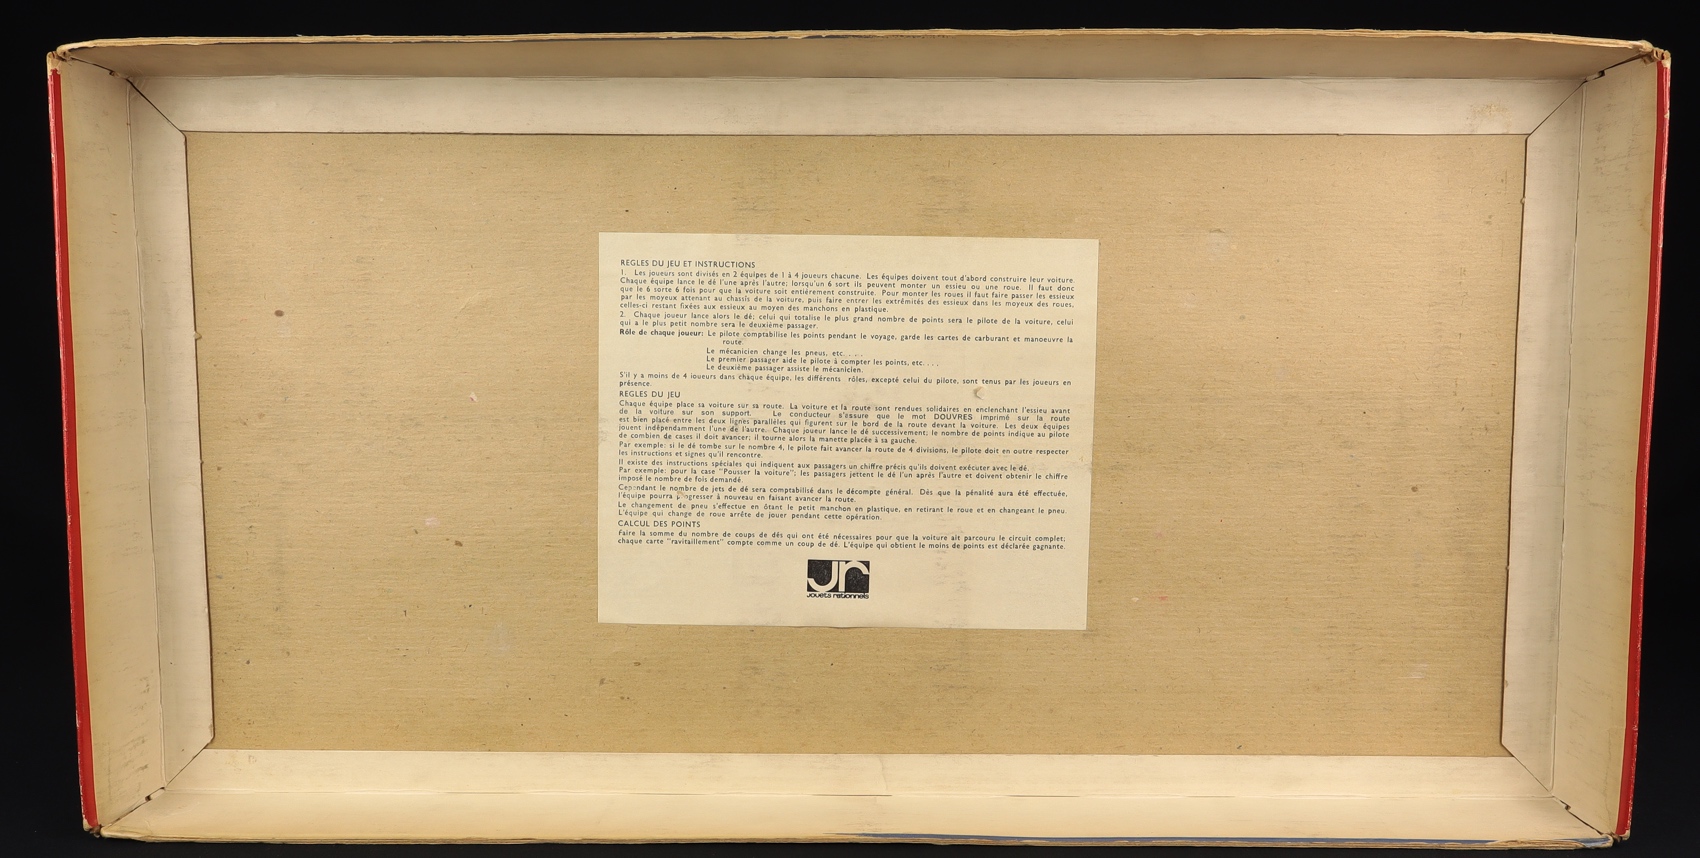 REGLES DU JEU ET INSTRUCTIONS
1. Les joueurs sont divisés en 2 équipes de 1 à 4 joueurs chacune. Les équipes doivent tout d'abord construire leur voiture.
Chaque équipe lance le dé l'une après l'autre; lorsqu'un 6 sort ils peuvent monter un essieu ou une roue. Il faut donc
que le 6 sorte 6 fois pour que la voiture soit entièrement construite. Pour monter les roues il faut faire passer les essieux
par les moyeux attenant au chassis de la voiture, puis faire entrer les extrémités des essieux dans les moyeux des roues,
celles-ci restant fixées aux essieux au moyen des manchons en plastique.
2. Chaque joueur lance alors le dé; celui qui totalise le plus grand nombre de points sera le pilote de la voiture, celui
qui a le plus petit nombre sera le deuxième passager.
Rôle de chaque joueur: Le pilote comptabilise les points pendant le voyage, garde les cartes de carburant et manoeuvre la
route.
Le mécanicien change les pneus, etc. . . .
Le premier passager aide le pilote à compter les points, etc. . . .
Le deuxième passager assiste le mécanicien.
S'il y a moins de 4 joueurs dans chaque équipe, les différents rôles, excepté celui du pilote, sont tenus par les joueurs en
présence.
REGLES DU JEU
Chaque équipe place sa voiture sur sa route. La voiture et la route sont rendues solidaires en enclenchant l'essieu avant
de la voiture sur son support. Le conducteur s'essure que le mot DOUVRES imprimé sur la route
est bien placé entre les deux lignes parallèles qui figurent sur le bord de la route devant la voiture. Les deux équipes
jouent indépendamment l'une de l'autre. Chaque joueur lance le dé successivement; le nombre de points indique au pilote
de combien de cases il doit avancer; il tourne alors la manette placée à sa gauche.
Par exemple: si le dé tombe sur le nombre 4, le pilote fait avancer la route de 4 divisions, le pilote doit en outre respecter
les instructions et signes qu'il rencontre.
Il existe des instructions spéciales qui indiquent aux passagers un chiffre précis qu'ils doivent exécuter avec le dé.
Par exemple: pour la case "Pousser la voiture"; les passagers jettent le dé l'un après l'autre et doivent obtenir le chiffre
imposé le nombre de fois demandé.
Cependant le nombre de jets de dé sera comptabilisé dans le décompte général. Dès que la pénalité aura été effectuée,
l'équipe pourra progresser à nouveau en faisant avancer la route.
Le changement de pneu s'effectue en ôtant le petit manchon en plastique, en retirant le roue et en changeant le pneu.
L'équipe qui change de roue arrête de jouer pendant cette opération.
CALCUL DES POINTS
Faire la somme du nombre de coups de dés qui ont été nécessaires pour que la voiture ait parcouru le circuit complet;
chaque carte "ravitaillement" compte comme un coup de dé. L'équipe qui obtient le moins de points est déclarée gagnante.
jr
jouets rationnels